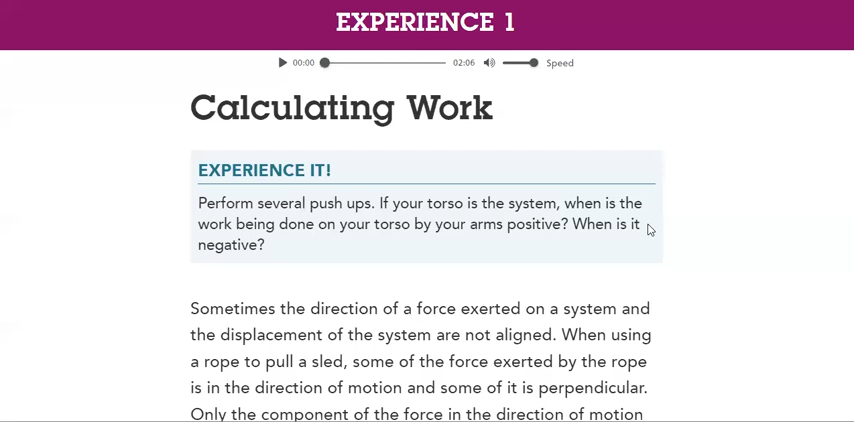 EXPERIENCE 1
00:00 02:06 Speed
Calculating Work
EXPERIENCE IT!
Perform several push ups. If your torso is the system, when is the
work being done on your torso by your arms positive? When is it
negative?
Sometimes the direction of a force exerted on a system and
the displacement of the system are not aligned. When using
a rope to pull a sled, some of the force exerted by the rope
is in the direction of motion and some of it is perpendicular.
Only the component of the force in the direction of motion